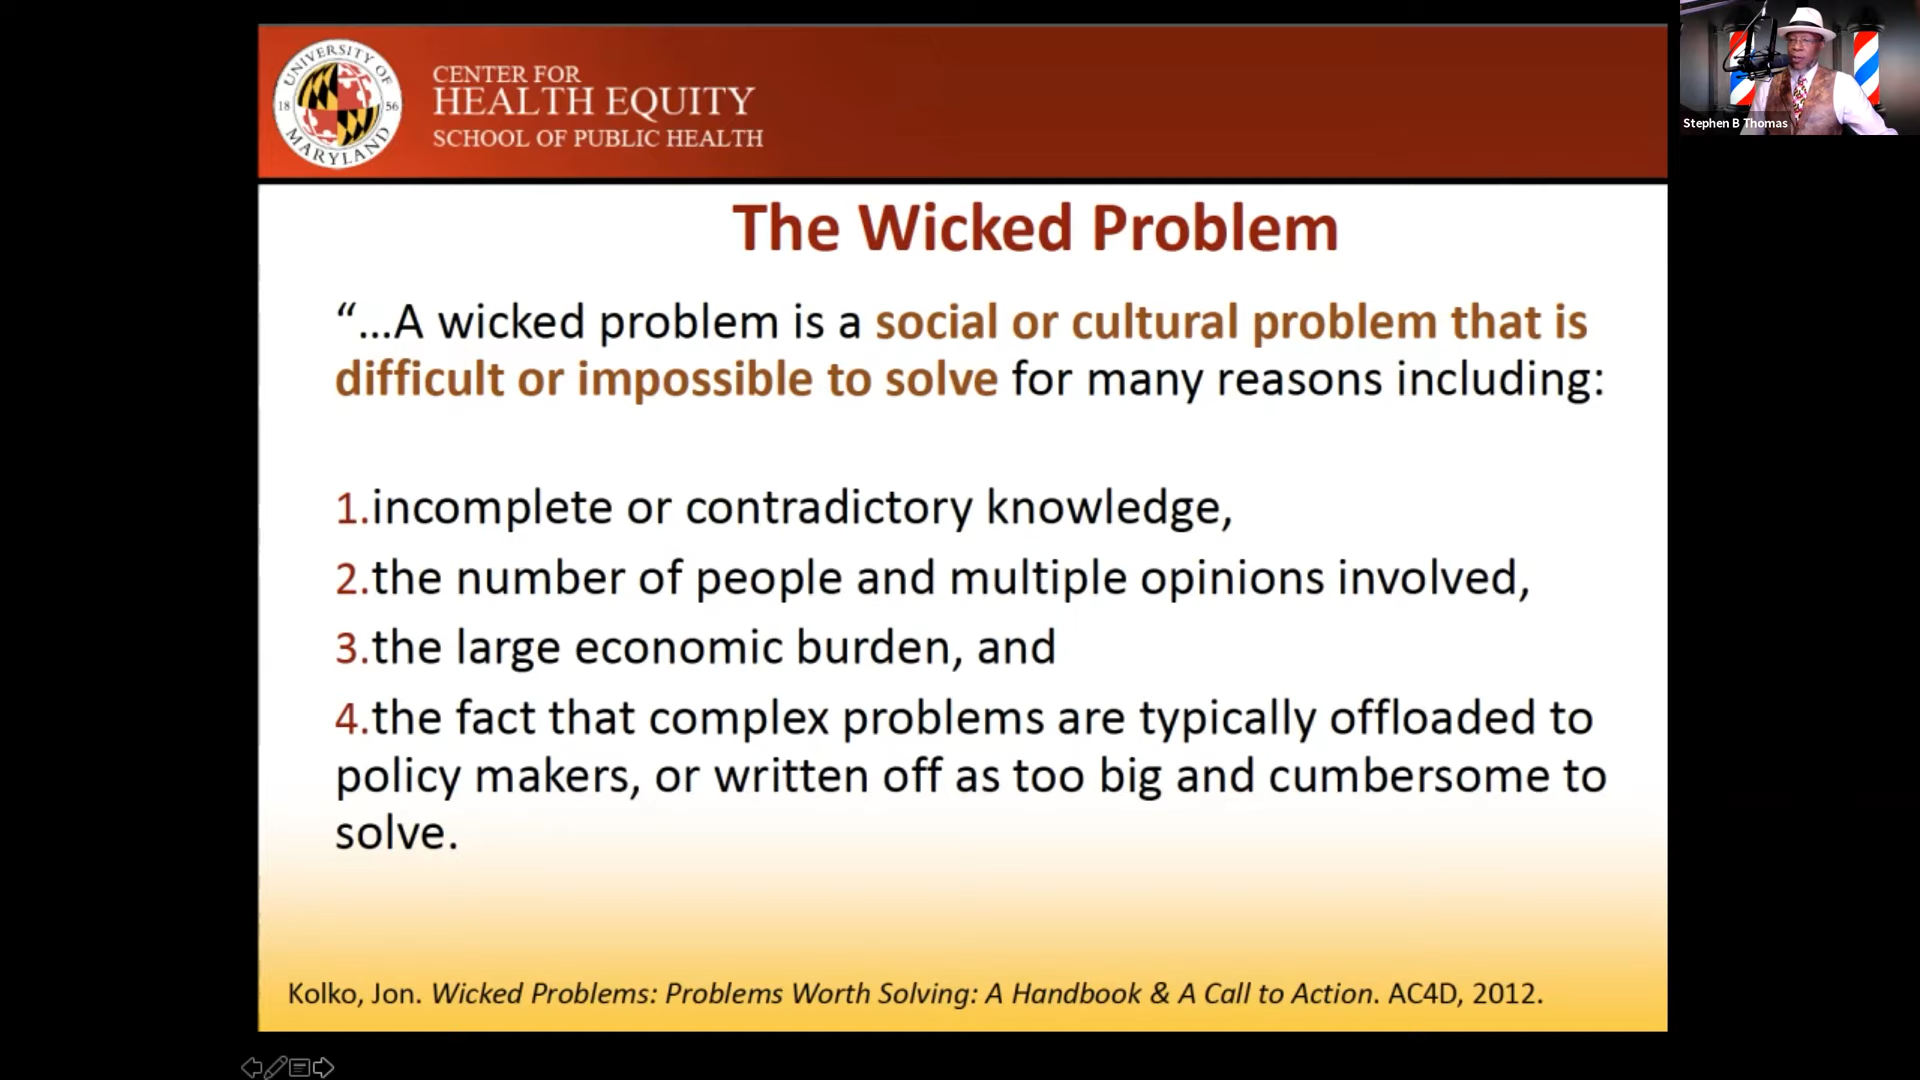 UNIVERSITY OF
18 56
MARYLAND
CENTER FOR
HEALTH EQUITY
SCHOOL OF PUBLIC HEALTH
Stephen B Thomas
The Wicked Problem
“...A wicked problem is a social or cultural problem that is
difficult or impossible to solve for many reasons including:
1.incomplete or contradictory knowledge,
2.the number of people and multiple opinions involved,
3.the large economic burden, and
4.the fact that complex problems are typically offloaded to
policy makers, or written off as too big and cumbersome to
solve.
Kolko, Jon. Wicked Problems: Problems Worth Solving: A Handbook & A Call to Action. AC4D, 2012.